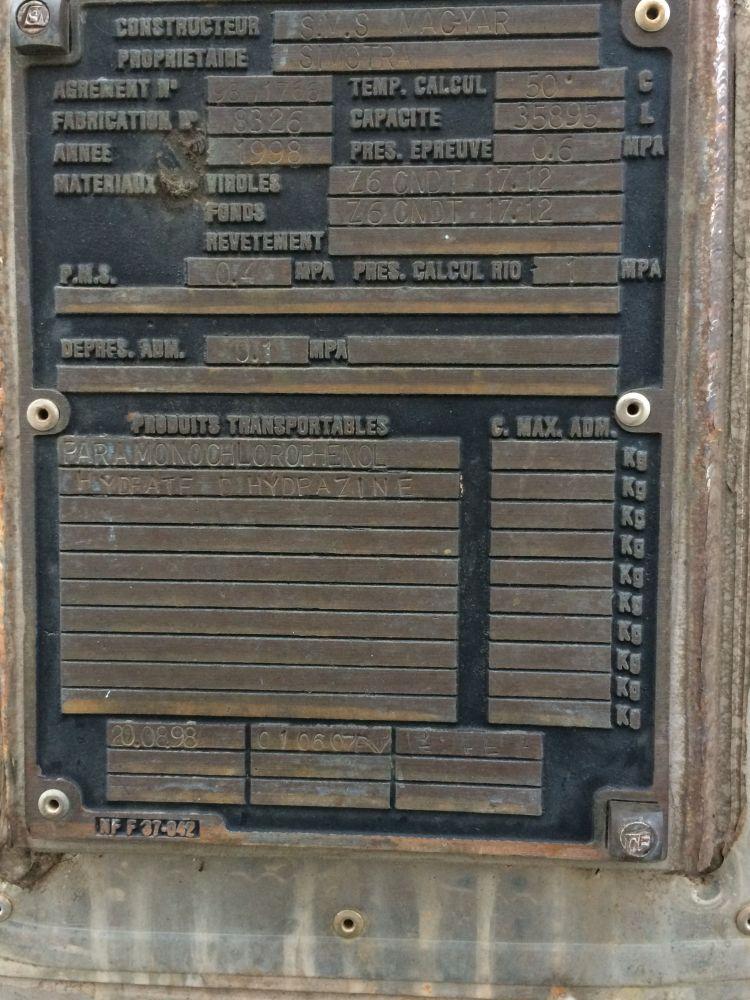 CONSTRUCTEUR S.M.S MAGYAR
PROPRIETAIRE SIMOTRA
AGREMENT N°
TEMP. CALCUL 50° C
FABRICATION N° 8326
CAPACITE 35895 L
ANNEE 1998
PRES. EPREUVE 0.6 MPA
MATERIAUX VIROLES Z6 CNDT 17.12
FONDS Z6 CNDT 17.12
REVETEMENT
P.M.S. 0.4 MPA PRES. CALCUL RID 1 MPA
DEPRES. ADM. 0.1 MPA
PRODUITS TRANSPORTABLES C. MAX. ADM.
PARAMONOCHLOROPHENOL Kg
HYDRATE D HYDRAZINE Kg
Kg
Kg
Kg
Kg
Kg
Kg
Kg
Kg
20.08.98 01.06.07
NF F 37-042